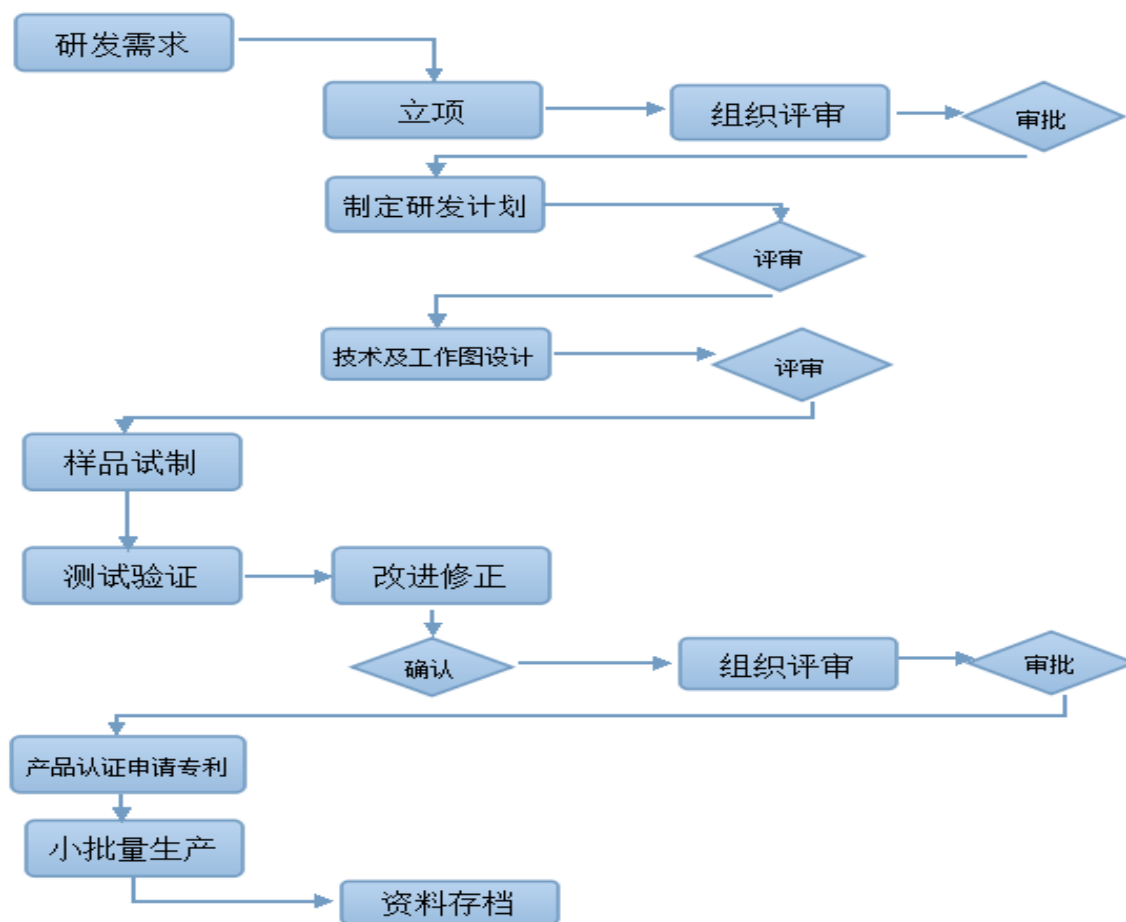 研发需求
立项
组织评审
审批
制定研发计划
评审
技术及工作图设计
评审
样品试制
测试验证
改进修正
确认
组织评审
审批
产品认证申请专利
小批量生产
资料存档